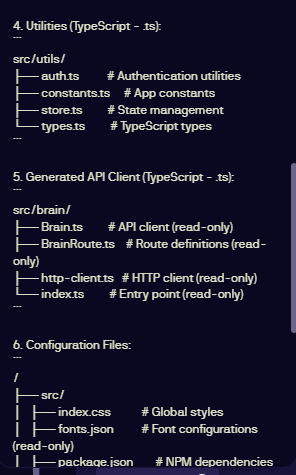 4. Utilities (TypeScript - .ts):
---
src/utils/
├── auth.ts # Authentication utilities
├── constants.ts # App constants
├── store.ts # State management
└── types.ts # TypeScript types
---
5. Generated API Client (TypeScript - .ts):
---
src/brain/
├── Brain.ts # API client (read-only)
├── BrainRoute.ts # Route definitions (read-
only)
├── http-client.ts # HTTP client (read-only)
└── index.ts # Entry point (read-only)
---
6. Configuration Files:
---
/
├── src/
│ ├── index.css # Global styles
│ ├── fonts.json # Font configurations
(read-only)
│ ├── package.json # NPM dependencies